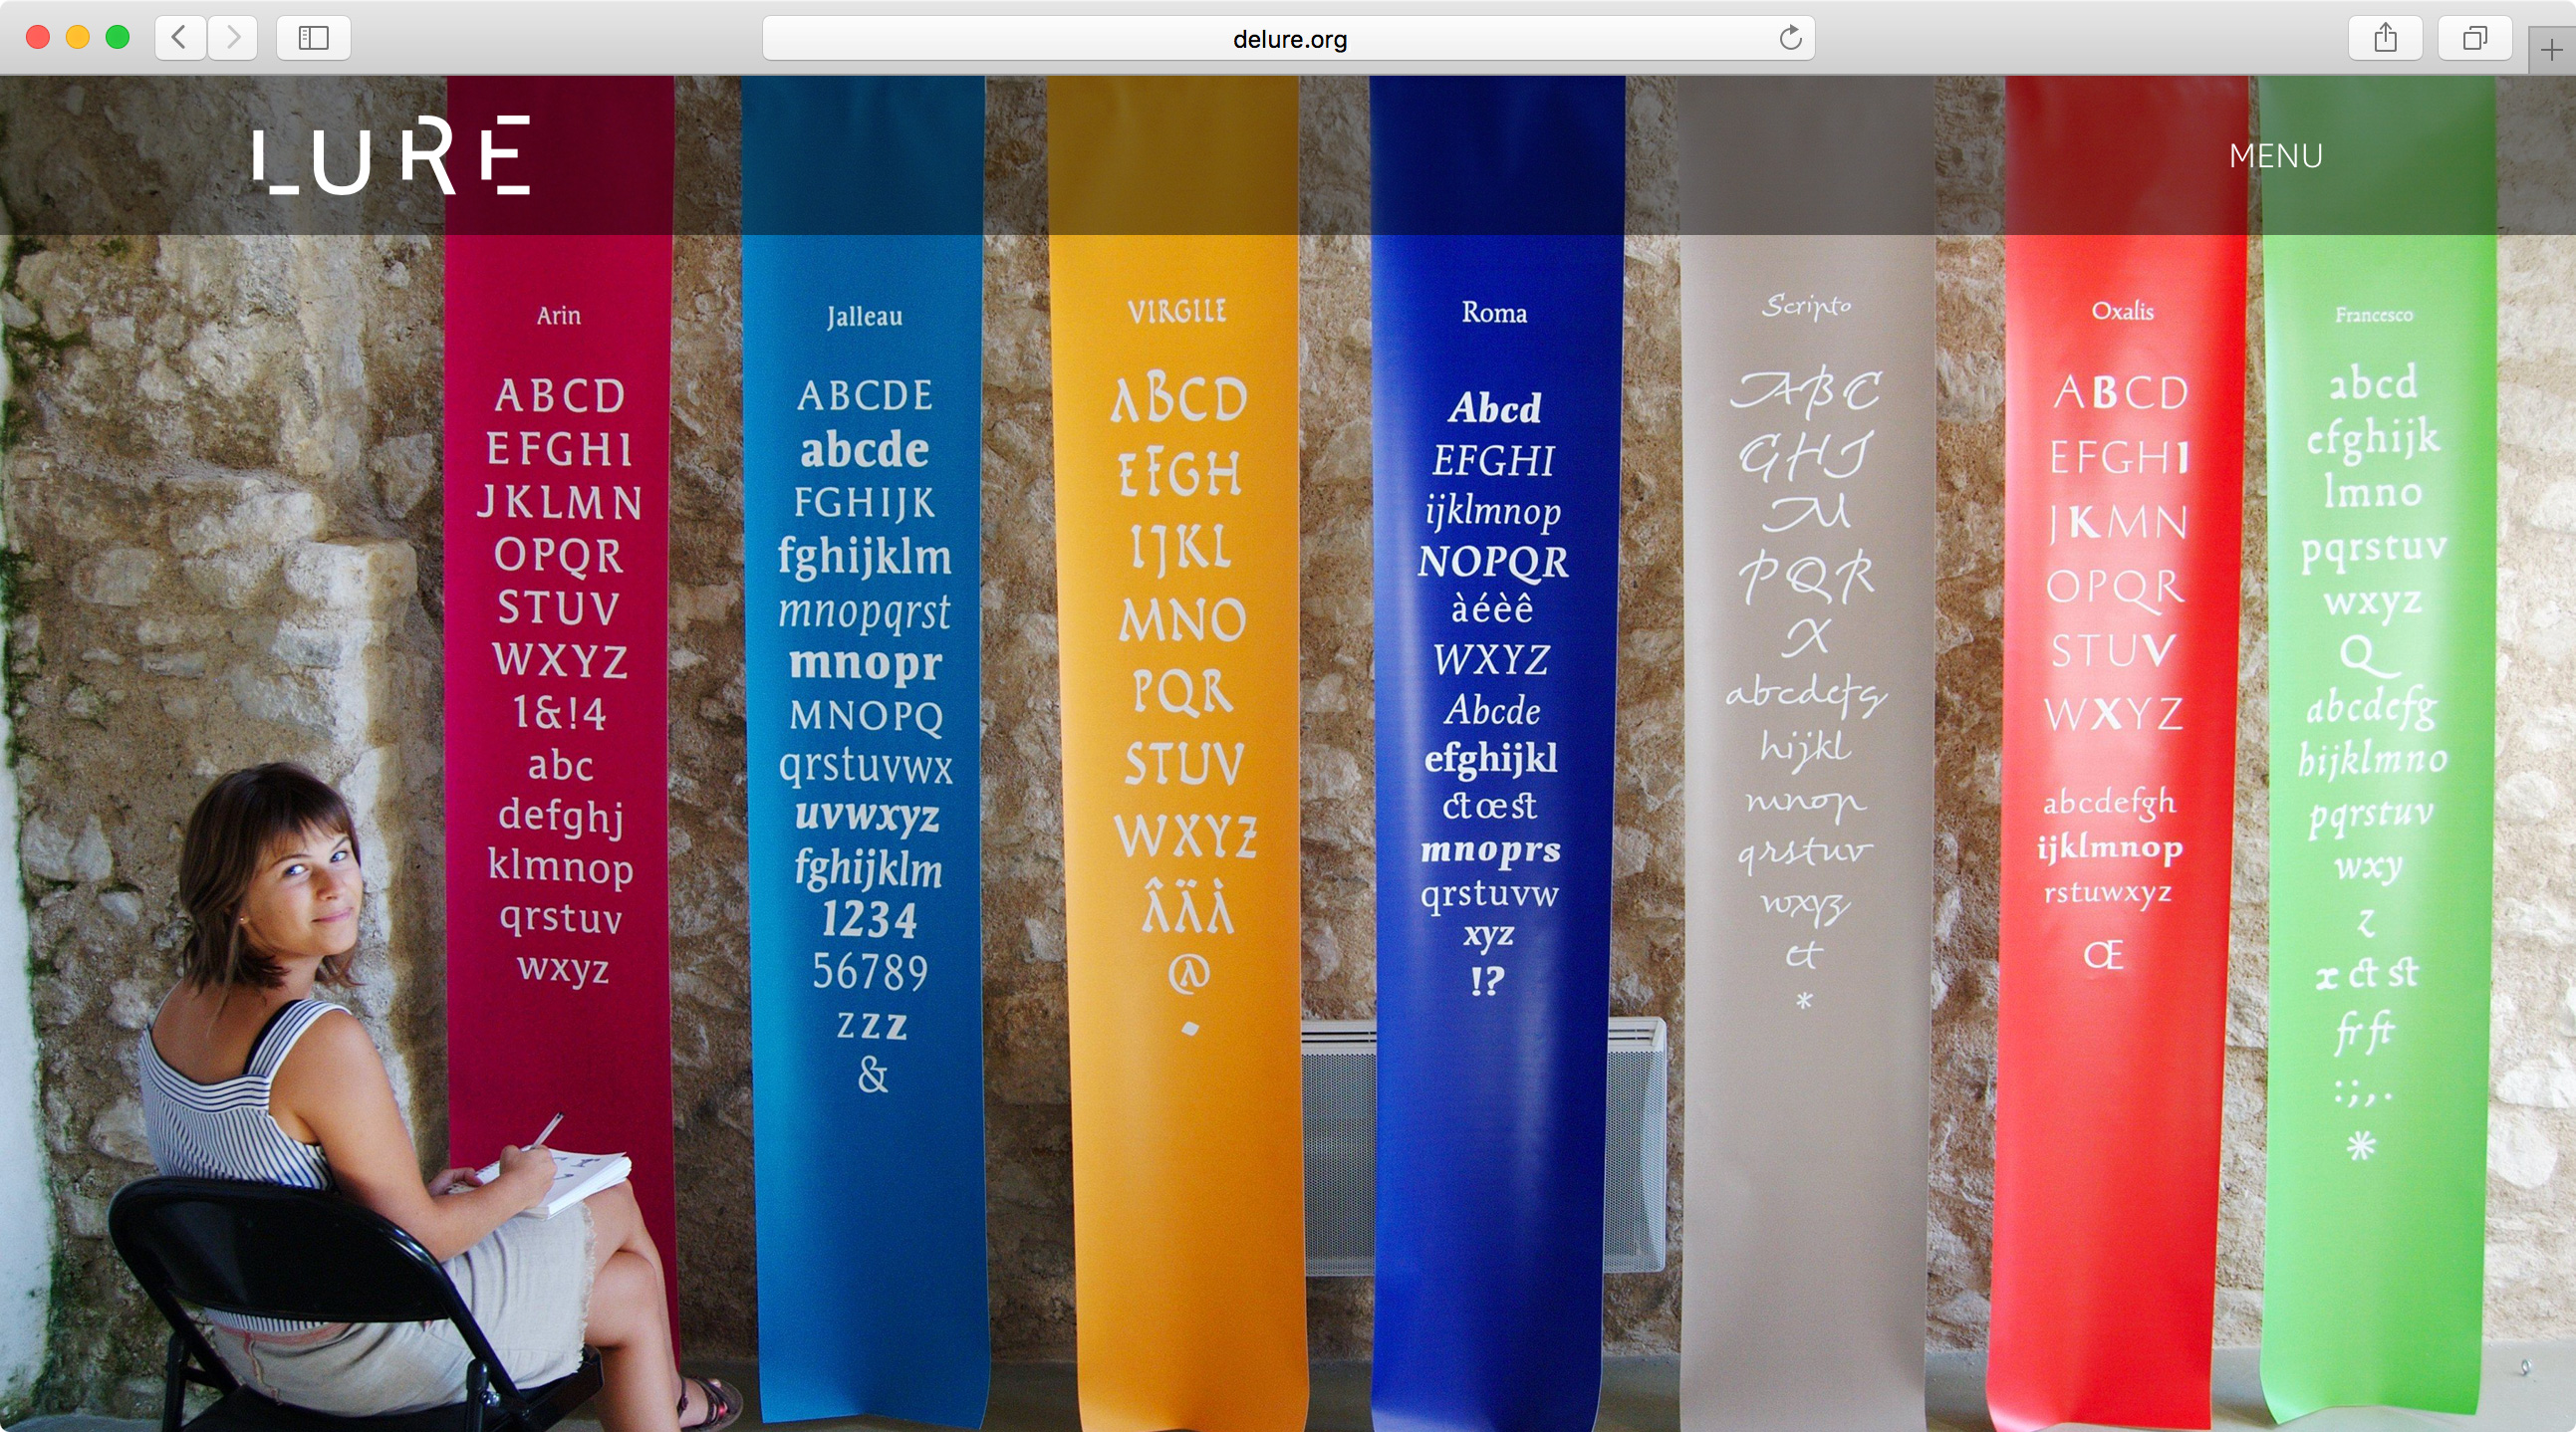 delure.org
LURE
MENU
Arin
ABCD
EFGHI
JKLMN
OPQR
STUV
WXYZ
1&!4
abc
defghj
klmnop
qrstuv
wxyz
Jalleau
ABCDE
abcde
FGHIJK
fghijklm
mnopqrst
mnopr
MNOPQ
qrstuvwx
uvwxyz
fghijklm
1234
56789
zzz
&
VIRGILE
ABCD
EFGH
IJKL
MNO
PQR
STUV
WXYZ
ÂÄÀ
@
Roma
Abcd
EFGHI
ijklmnop
NOPQR
àéèê
WXYZ
Abcde
efghijkl
ct œ st
mnoprs
qrstuvw
xyz
!?
Scripto
ABC
GHI
M
PQR
X
abcdefg
hijkl
mnop
qrstuv
wxyz
et
*
Oxalis
ABCD
EFGHI
JKMN
OPQR
STUV
WXYZ
abcdefgh
ijklmnop
rstuwxyz
Œ
Francesco
abcd
efghijk
lmno
pqrstuv
wxyz
Q
abcdefg
hijklmno
pqrstuv
wxy
z
x ct st
fr ft
:;,.
*